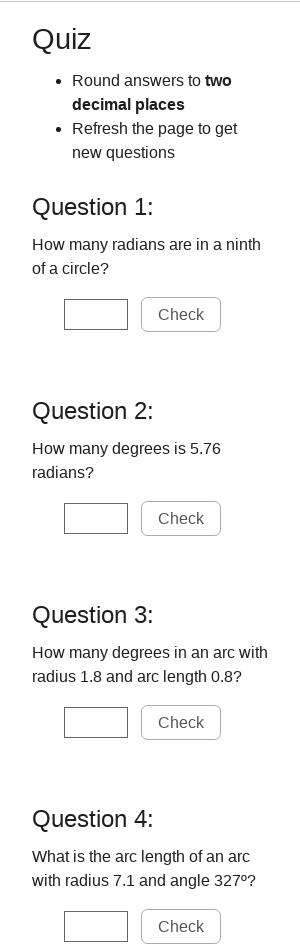 Quiz
Round answers to two
decimal places
Refresh the page to get
new questions
Question 1:
How many radians are in a ninth
of a circle?
Check
Question 2:
How many degrees is 5.76
radians?
Check
Question 3:
How many degrees in an arc with
radius 1.8 and arc length 0.8?
Check
Question 4:
What is the arc length of an arc
with radius 7.1 and angle 327º?
Check